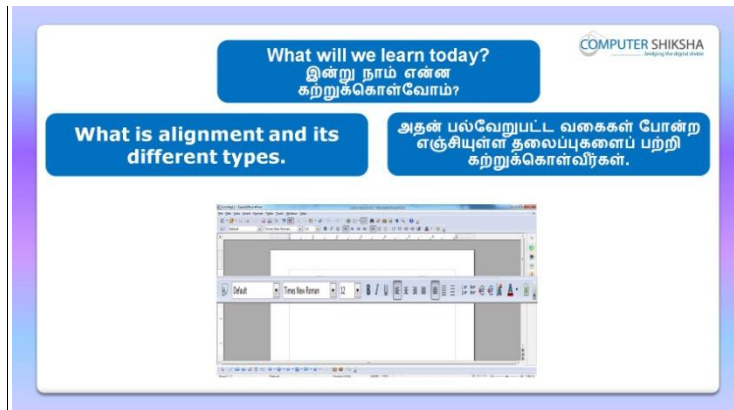 What will we learn today?
இன்று நாம் என்ன
கற்றுக்கொள்வோம்?
COMPUTER SHIKSHA
bridging the digital divide
What is alignment and its
different types.
அதன் பல்வேறுபட்ட வகைகள் போன்ற
எஞ்சியுள்ள தலைப்புகளைப் பற்றி
கற்றுக்கொள்வீர்கள்.
Default Times New Roman 12 B I U